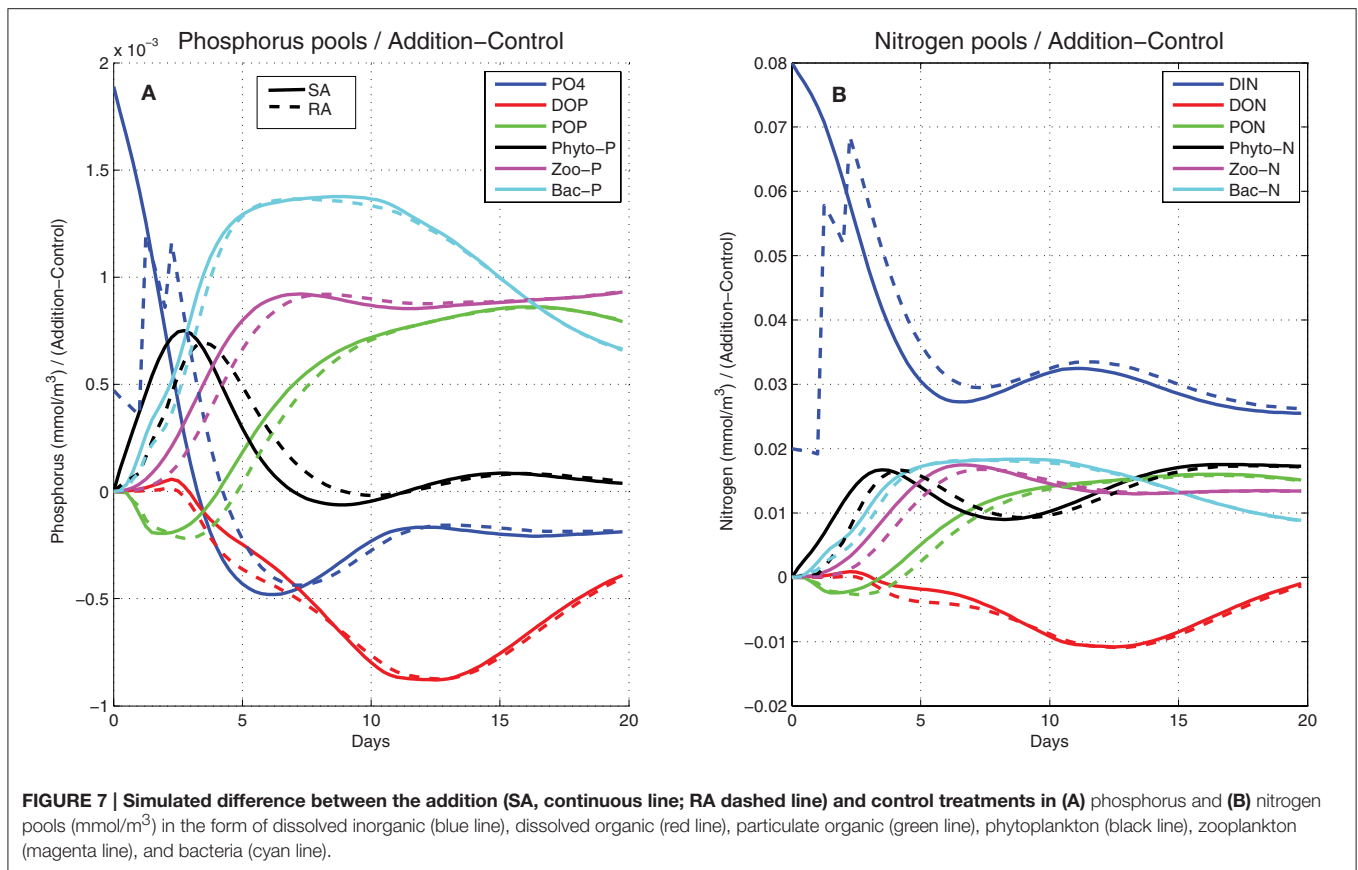 Phosphorus pools / Addition−Control
x 10−3
A
SA
RA
PO4
DOP
POP
Phyto−P
Zoo−P
Bac−P
2
1.5
1
0.5
0
−0.5
−1
Phosphorus (mmol/m3) / (Addition−Control)
0 5 10 15 20
Days
Nitrogen pools / Addition−Control
B
DIN
DON
PON
Phyto−N
Zoo−N
Bac−N
0.08
0.07
0.06
0.05
0.04
0.03
0.02
0.01
0
−0.01
−0.02
Nitrogen (mmol/m3) / (Addition−Control)
0 5 10 15 20
Days
FIGURE 7 | Simulated difference between the addition (SA, continuous line; RA dashed line) and control treatments in (A) phosphorus and (B) nitrogen
pools (mmol/m3) in the form of dissolved inorganic (blue line), dissolved organic (red line), particulate organic (green line), phytoplankton (black line), zooplankton
(magenta line), and bacteria (cyan line).